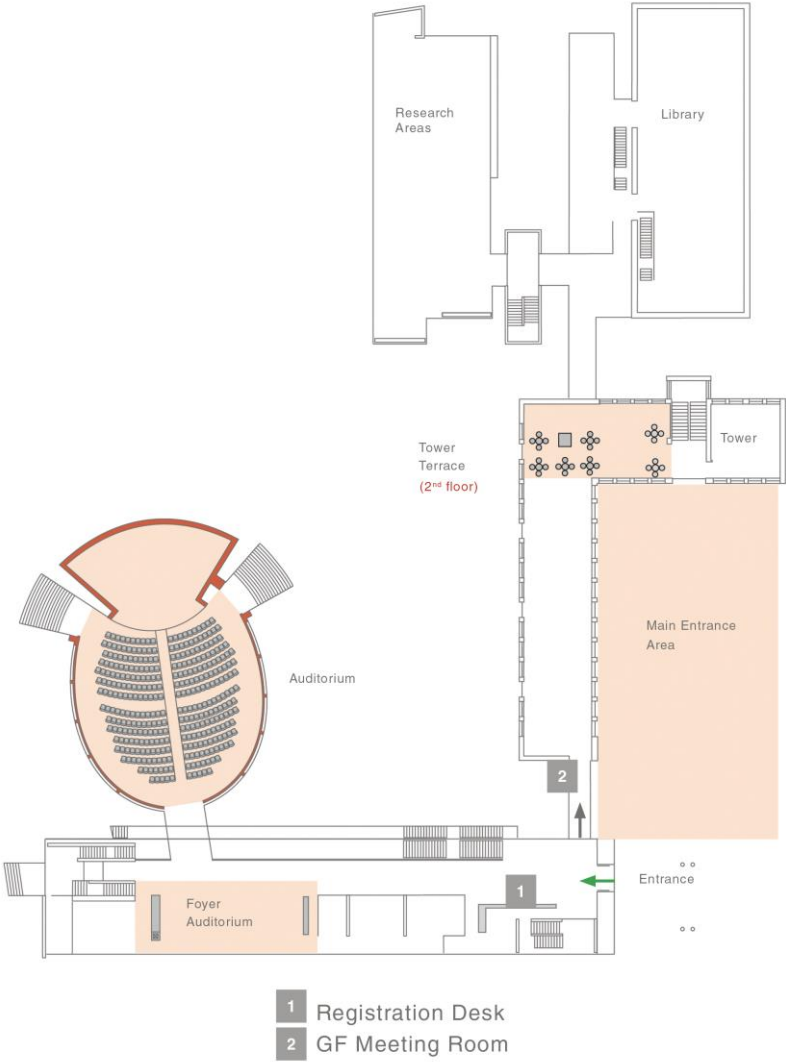 Research
Areas
Library
Tower
Tower
Terrace
(2nd floor)
Main Entrance
Area
Auditorium
2
1
Entrance
Foyer
Auditorium
1 Registration Desk
2 GF Meeting Room